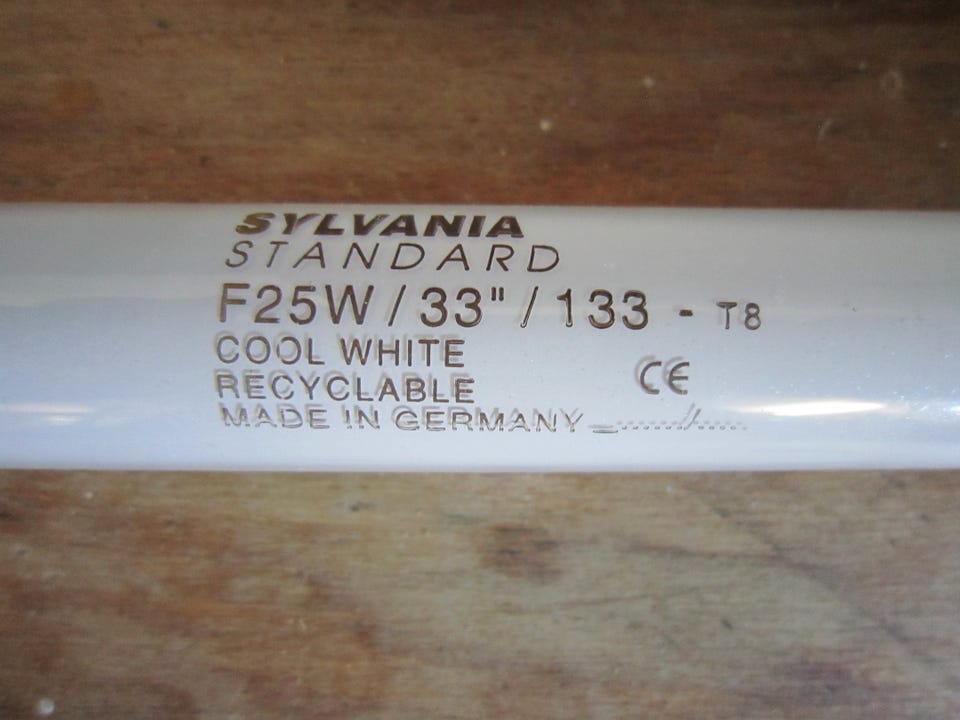 SYLVANIA
STANDARD
F25W/33"/133 - T8
COOL WHITE
RECYCLABLE CE
MADE IN GERMANY